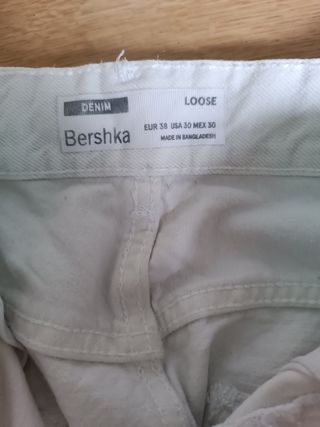 DENIM
LOOSE
Bershka
EUR 38 USA 30 MEX 30
MADE IN BANGLADESH